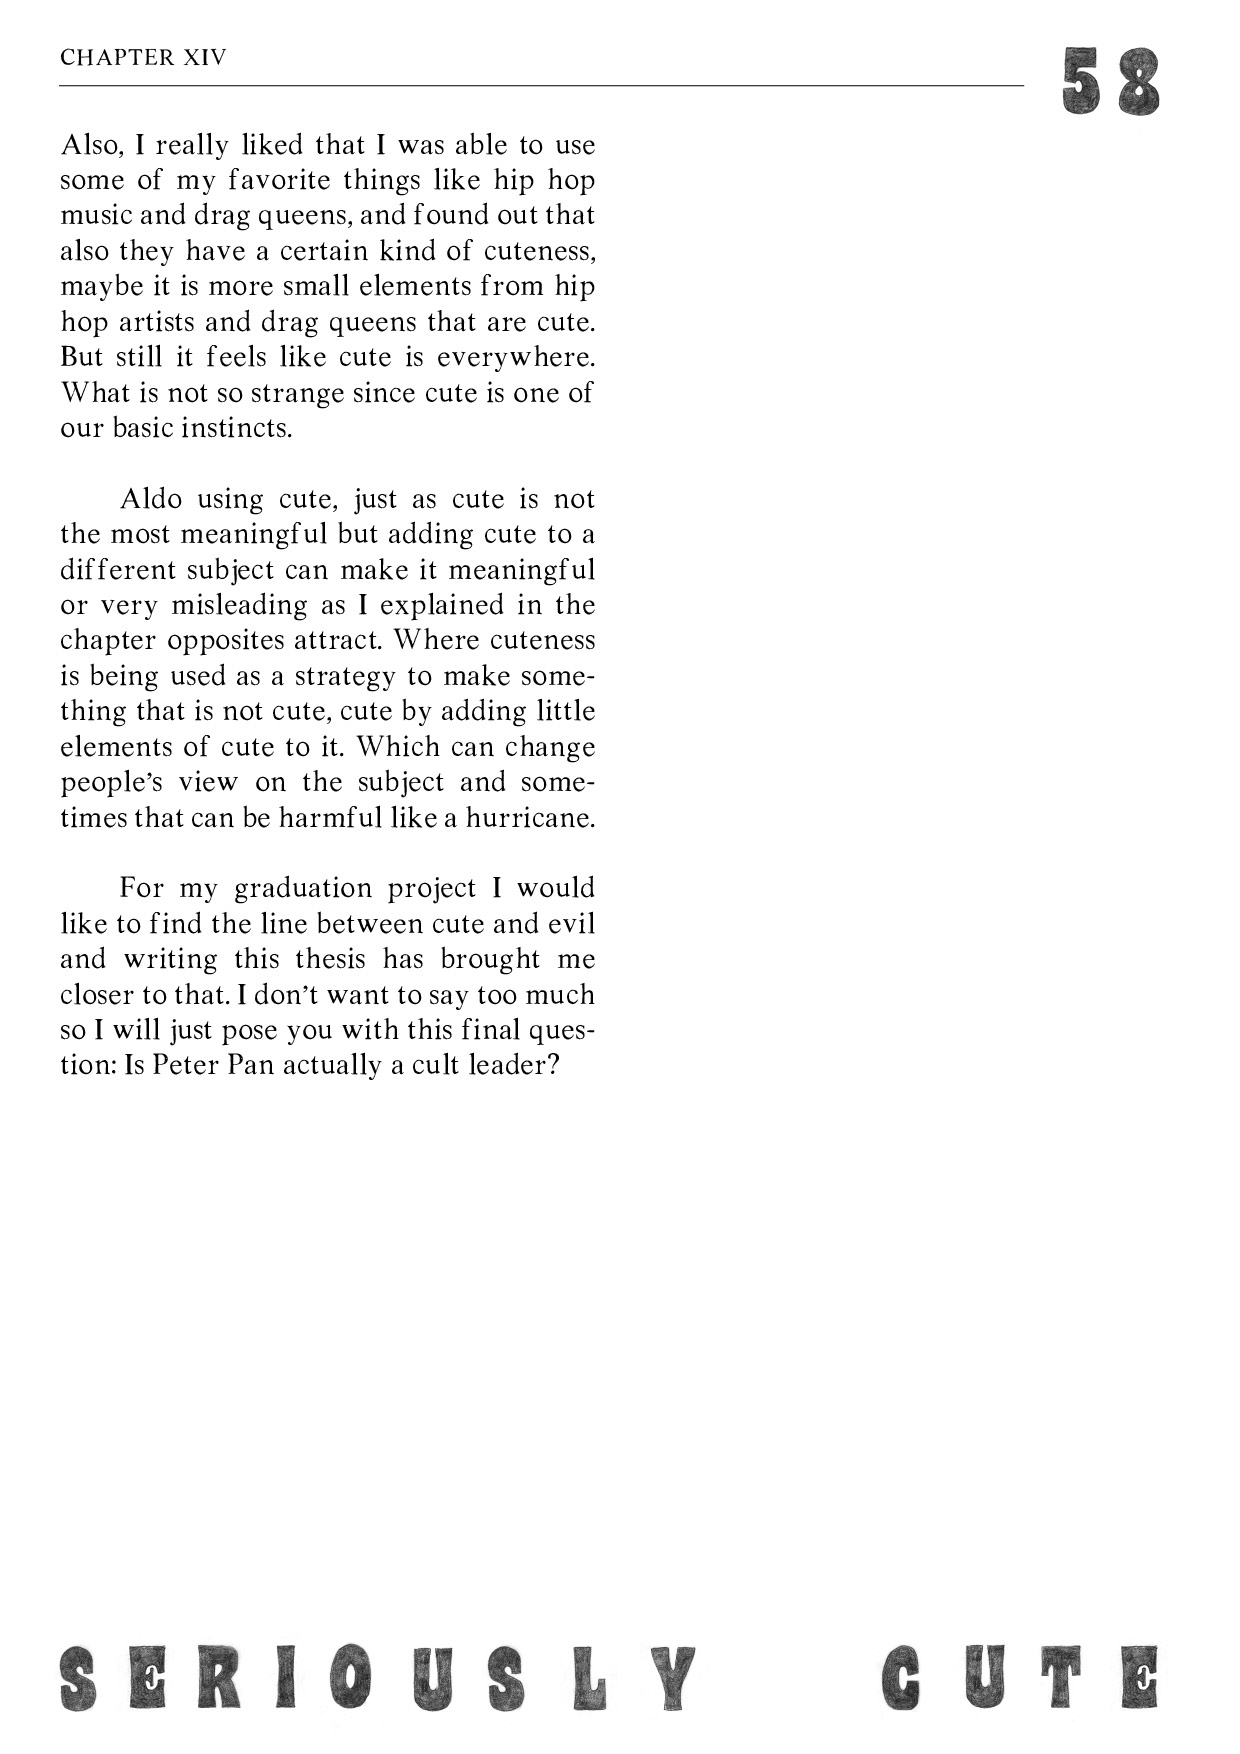 CHAPTER XIV
58
Also, I really liked that I was able to use
some of my favorite things like hip hop
music and drag queens, and found out that
also they have a certain kind of cuteness,
maybe it is more small elements from hip
hop artists and drag queens that are cute.
But still it feels like cute is everywhere.
What is not so strange since cute is one of
our basic instincts.
Aldo using cute, just as cute is not
the most meaningful but adding cute to a
different subject can make it meaningful
or very misleading as I explained in the
chapter opposites attract. Where cuteness
is being used as a strategy to make some-
thing that is not cute, cute by adding little
elements of cute to it. Which can change
people's view on the subject and some-
times that can be harmful like a hurricane.
For my graduation project I would
like to find the line between cute and evil
and writing this thesis has brought me
closer to that. I don't want to say too much
so I will just pose you with this final ques-
tion: Is Peter Pan actually a cult leader?
SERIOUSLY CUTE